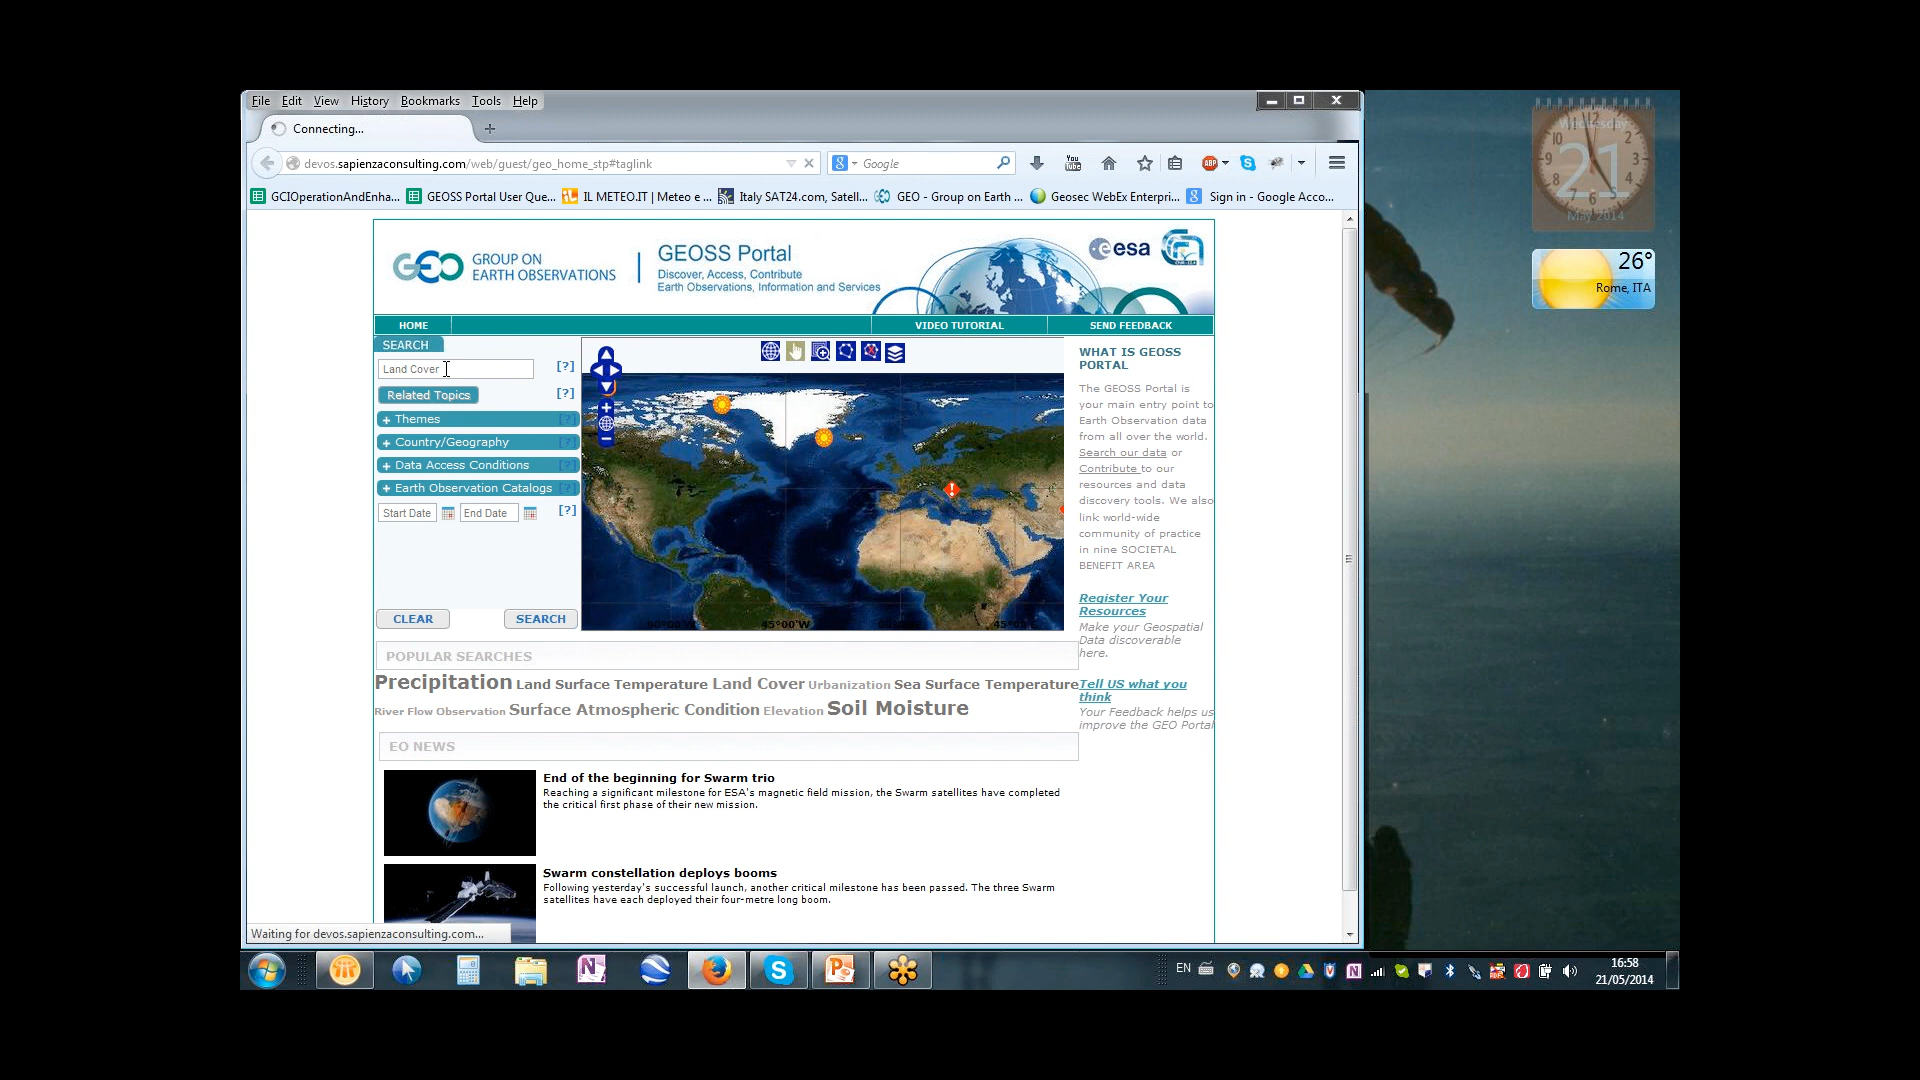 File Edit View History Bookmarks Tools Help
Connecting...
devos.sapienzaconsulting.com/web/guest/geo_home_stp#taglink
Google
GCIOperationAndEnha... GEOSS Portal User Que... IL METEO.IT | Meteo e ... Italy SAT24.com, Satell... GEO - Group on Earth ... Geosec WebEx Enterpri... Sign in - Google Acco...
GEO GROUP ON
EARTH OBSERVATIONS
GEOSS Portal
Discover, Access, Contribute
Earth Observations, Information and Services
esa
HOME VIDEO TUTORIAL SEND FEEDBACK
SEARCH
Land Cover [?]
Related Topics [?]
+ Themes [?]
+ Country/Geography [?]
+ Data Access Conditions [?]
+ Earth Observation Catalogs [?]
Start Date End Date [?]
CLEAR SEARCH
45°00'W
WHAT IS GEOSS
PORTAL
The GEOSS Portal is
your main entry point to
Earth Observation data
from all over the world.
Search our data or
Contribute to our
resources and data
discovery tools. We also
link world-wide
community of practice
in nine SOCIETAL
BENEFIT AREA
Register Your
Resources
Make your Geospatial
Data discoverable
here.
Tell US what you
think
Your Feedback helps us
improve the GEO Portal
POPULAR SEARCHES
Precipitation Land Surface Temperature Land Cover Urbanization Sea Surface Temperature
River Flow Observation Surface Atmospheric Condition Elevation Soil Moisture
EO NEWS
End of the beginning for Swarm trio
Reaching a significant milestone for ESA's magnetic field mission, the Swarm satellites have completed
the critical first phase of their new mission.
Swarm constellation deploys booms
Following yesterday's successful launch, another critical milestone has been passed. The three Swarm
satellites have each deployed their four-metre long boom.
Waiting for devos.sapienzaconsulting.com...
Wednesday
21
May 2014
26°
Rome, ITA
EN
16:58
21/05/2014